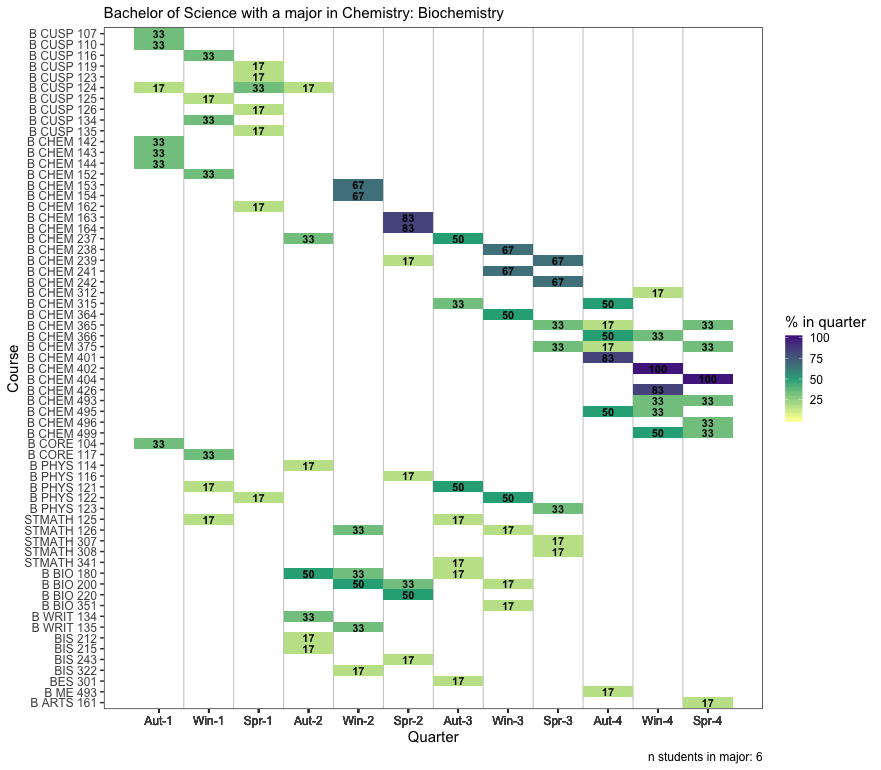 Bachelor of Science with a major in Chemistry: Biochemistry
B CUSP 107 33
B CUSP 110 33
B CUSP 116 33
B CUSP 119 17
B CUSP 123 17
B CUSP 124 17 33 17
B CUSP 125 17
B CUSP 126 17
B CUSP 134 33
B CUSP 135 17
B CHEM 142 33
B CHEM 143 33
B CHEM 144 33
B CHEM 152 33
B CHEM 153 67
B CHEM 154 67
B CHEM 162 17
B CHEM 163 83
B CHEM 164 83
B CHEM 237 33 50
B CHEM 238 67
B CHEM 239 17 67
B CHEM 241 67
B CHEM 242 67
B CHEM 312 17
B CHEM 315 33 50
B CHEM 364 50
B CHEM 365 33 17 33
B CHEM 366 50 33
B CHEM 375 33 17 33
B CHEM 401 83
B CHEM 402 100
B CHEM 404 100
B CHEM 426 83
B CHEM 493 33 33
B CHEM 495 50 33
B CHEM 496 33
B CHEM 499 50 33
B CORE 104 33
B CORE 117 33
B PHYS 114 17
B PHYS 116 17
B PHYS 121 17 50
B PHYS 122 17 50
B PHYS 123 33
STMATH 125 17 17
STMATH 126 33 17
STMATH 307 17
STMATH 308 17
STMATH 341 17
B BIO 180 50 33 17
B BIO 200 50 33 17
B BIO 220 50
B BIO 351 17
B WRIT 134 33
B WRIT 135 33
BIS 212 17
BIS 215 17
BIS 243 17
BIS 322 17
BES 301 17
B ME 493 17
B ARTS 161 17
Course
Aut-1 Win-1 Spr-1 Aut-2 Win-2 Spr-2 Aut-3 Win-3 Spr-3 Aut-4 Win-4 Spr-4
Quarter
% in quarter
100
75
50
25
n students in major: 6